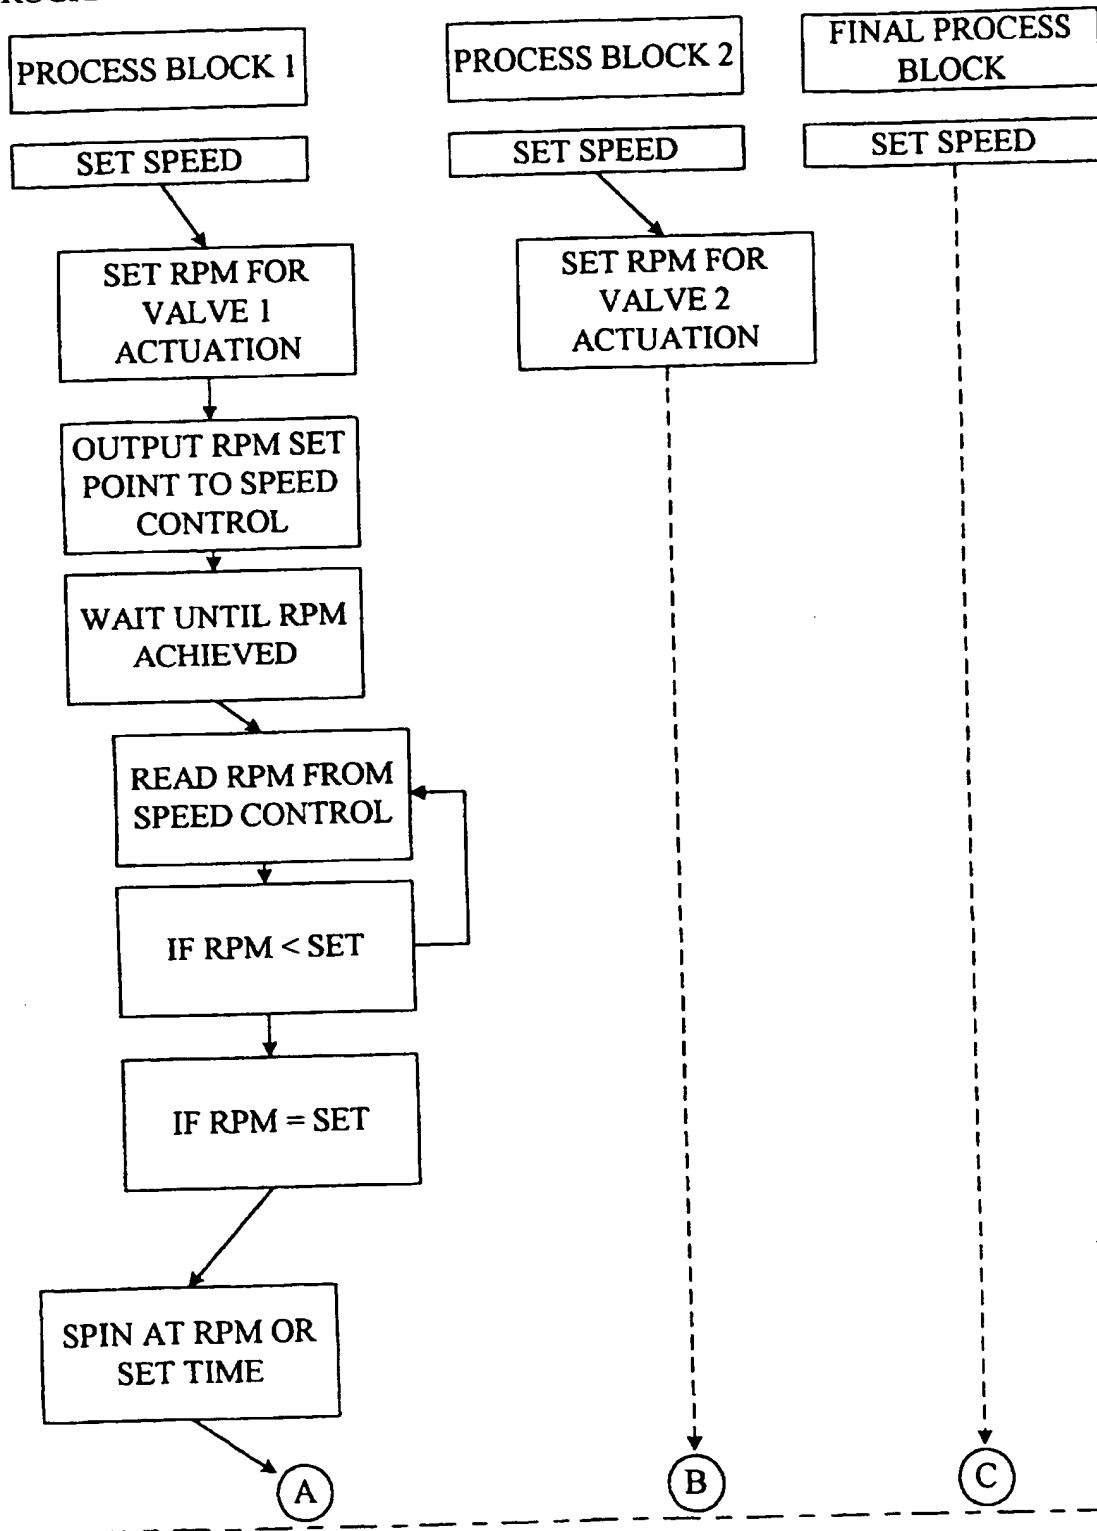 PROCESS BLOCK 1
SET SPEED
SET RPM FOR
VALVE 1
ACTUATION
OUTPUT RPM SET
POINT TO SPEED
CONTROL
WAIT UNTIL RPM
ACHIEVED
READ RPM FROM
SPEED CONTROL
IF RPM < SET
IF RPM = SET
SPIN AT RPM OR
SET TIME
A
PROCESS BLOCK 2
SET SPEED
SET RPM FOR
VALVE 2
ACTUATION
B
FINAL PROCESS
BLOCK
SET SPEED
C